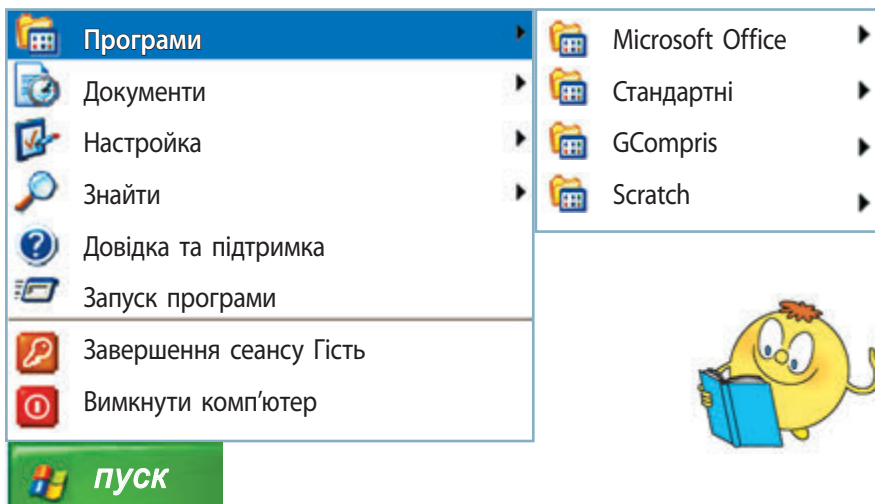 Програми
Документи
Настройка
Знайти
Довідка та підтримка
Запуск програми
Завершення сеансу Гість
Вимкнути комп'ютер
пуск
Microsoft Office
Стандартні
GCompris
Scratch